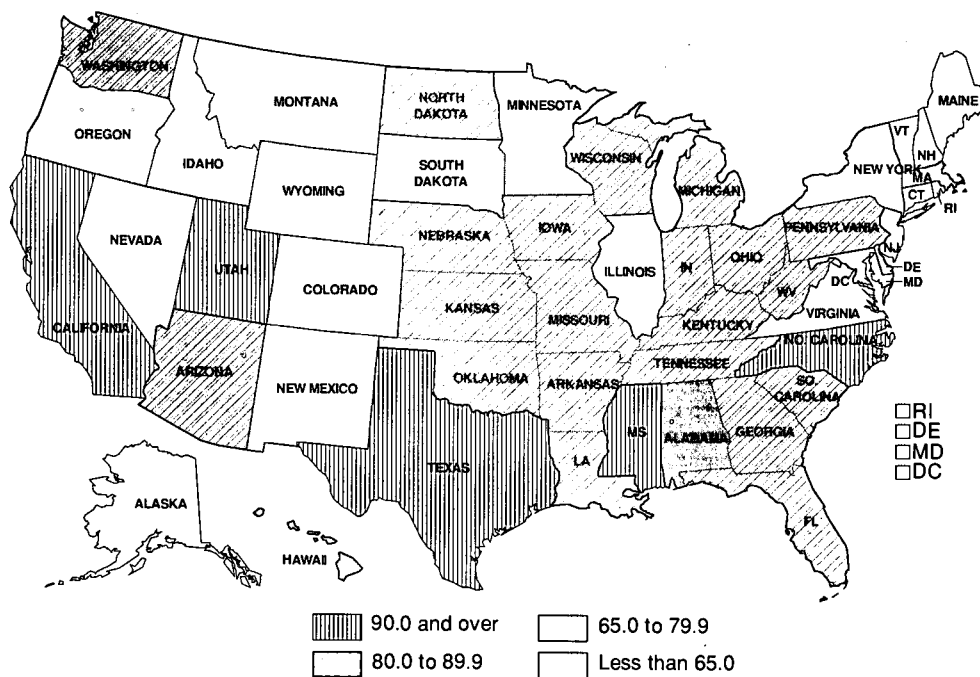 WASHINGTON
MONTANA
NORTH
DAKOTA
MINNESOTA
MAINE
OREGON
IDAHO
WYOMING
SOUTH
DAKOTA
WISCONSIN
MICHIGAN
VT
NH
NEW YORK
MA
CT
RI
NEVADA
UTAH
COLORADO
NEBRASKA
IOWA
ILLINOIS
IN
OHIO
PENNSYLVANIA
NJ
DE
MD
DC
WV
VIRGINIA
CALIFORNIA
KANSAS
MISSOURI
KENTUCKY
NO. CAROLINA
ARIZONA
NEW MEXICO
OKLAHOMA
ARKANSAS
TENNESSEE
SO.
CAROLINA
TEXAS
LA
MS
ALABAMA
GEORGIA
FL
RI
DE
MD
DC
ALASKA
HAWAII
90.0 and over
65.0 to 79.9
80.0 to 89.9
Less than 65.0